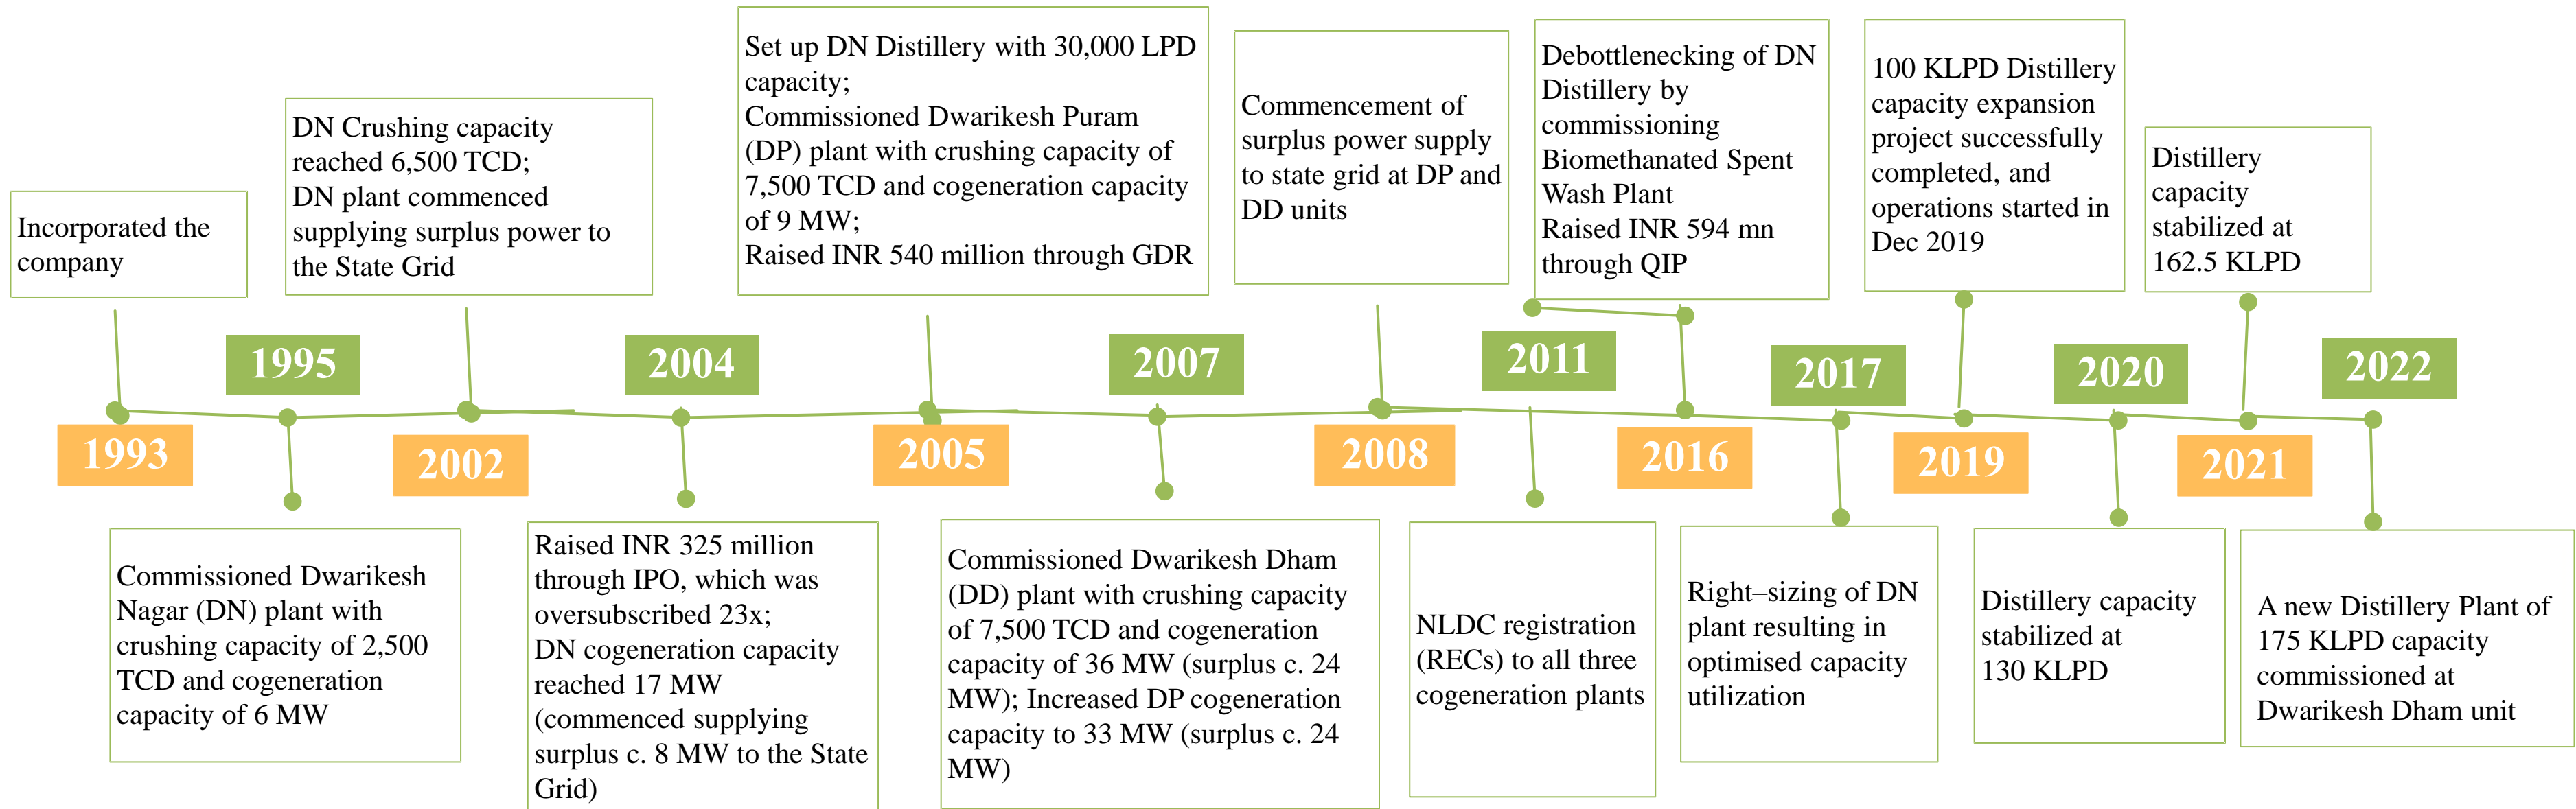 Incorporated the
company
1993
1995
Commissioned Dwarikesh
Nagar (DN) plant with
crushing capacity of 2,500
TCD and cogeneration
capacity of 6 MW
DN Crushing capacity
reached 6,500 TCD;
DN plant commenced
supplying surplus power to
the State Grid
2002
2004
Raised INR 325 million
through IPO, which was
oversubscribed 23x;
DN cogeneration capacity
reached 17 MW
(commenced supplying
surplus c. 8 MW to the State
Grid)
Set up DN Distillery with 30,000 LPD
capacity;
Commissioned Dwarikesh Puram
(DP) plant with crushing capacity of
7,500 TCD and cogeneration capacity
of 9 MW;
Raised INR 540 million through GDR
2005
2007
Commissioned Dwarikesh Dham
(DD) plant with crushing capacity
of 7,500 TCD and cogeneration
capacity of 36 MW (surplus c. 24
MW); Increased DP cogeneration
capacity to 33 MW (surplus c. 24
MW)
Commencement of
surplus power supply
to state grid at DP and
DD units
2008
2011
NLDC registration
(RECs) to all three
cogeneration plants
Debottlenecking of DN
Distillery by
commissioning
Biomethanated Spent
Wash Plant
Raised INR 594 mn
through QIP
2016
2017
Right–sizing of DN
plant resulting in
optimised capacity
utilization
100 KLPD Distillery
capacity expansion
project successfully
completed, and
operations started in
Dec 2019
2019
2020
Distillery capacity
stabilized at
130 KLPD
Distillery
capacity
stabilized at
162.5 KLPD
2021
2022
A new Distillery Plant of
175 KLPD capacity
commissioned at
Dwarikesh Dham unit